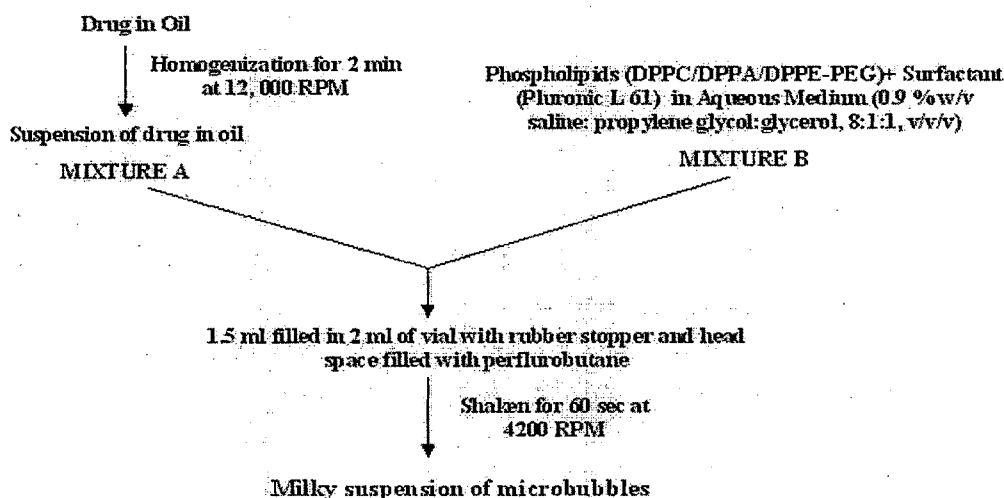 Drug in Oil
Homogenization for 2 min
at 12, 000 RPM
Suspension of drug in oil
MIXTURE A
Phospholipids (DPPC/DPPA/DPPE-PEG)+ Surfactant
(Pluronic L 61) in Aqueous Medium (0.9 % w/v
saline: propylene glycol:glycerol, 8:1:1, v/v/v)
MIXTURE B
1.5 ml filled in 2 ml of vial with rubber stopper and head
space filled with perflurobutane
Shaken for 60 sec at
4200 RPM
Milky suspension of microbubbles